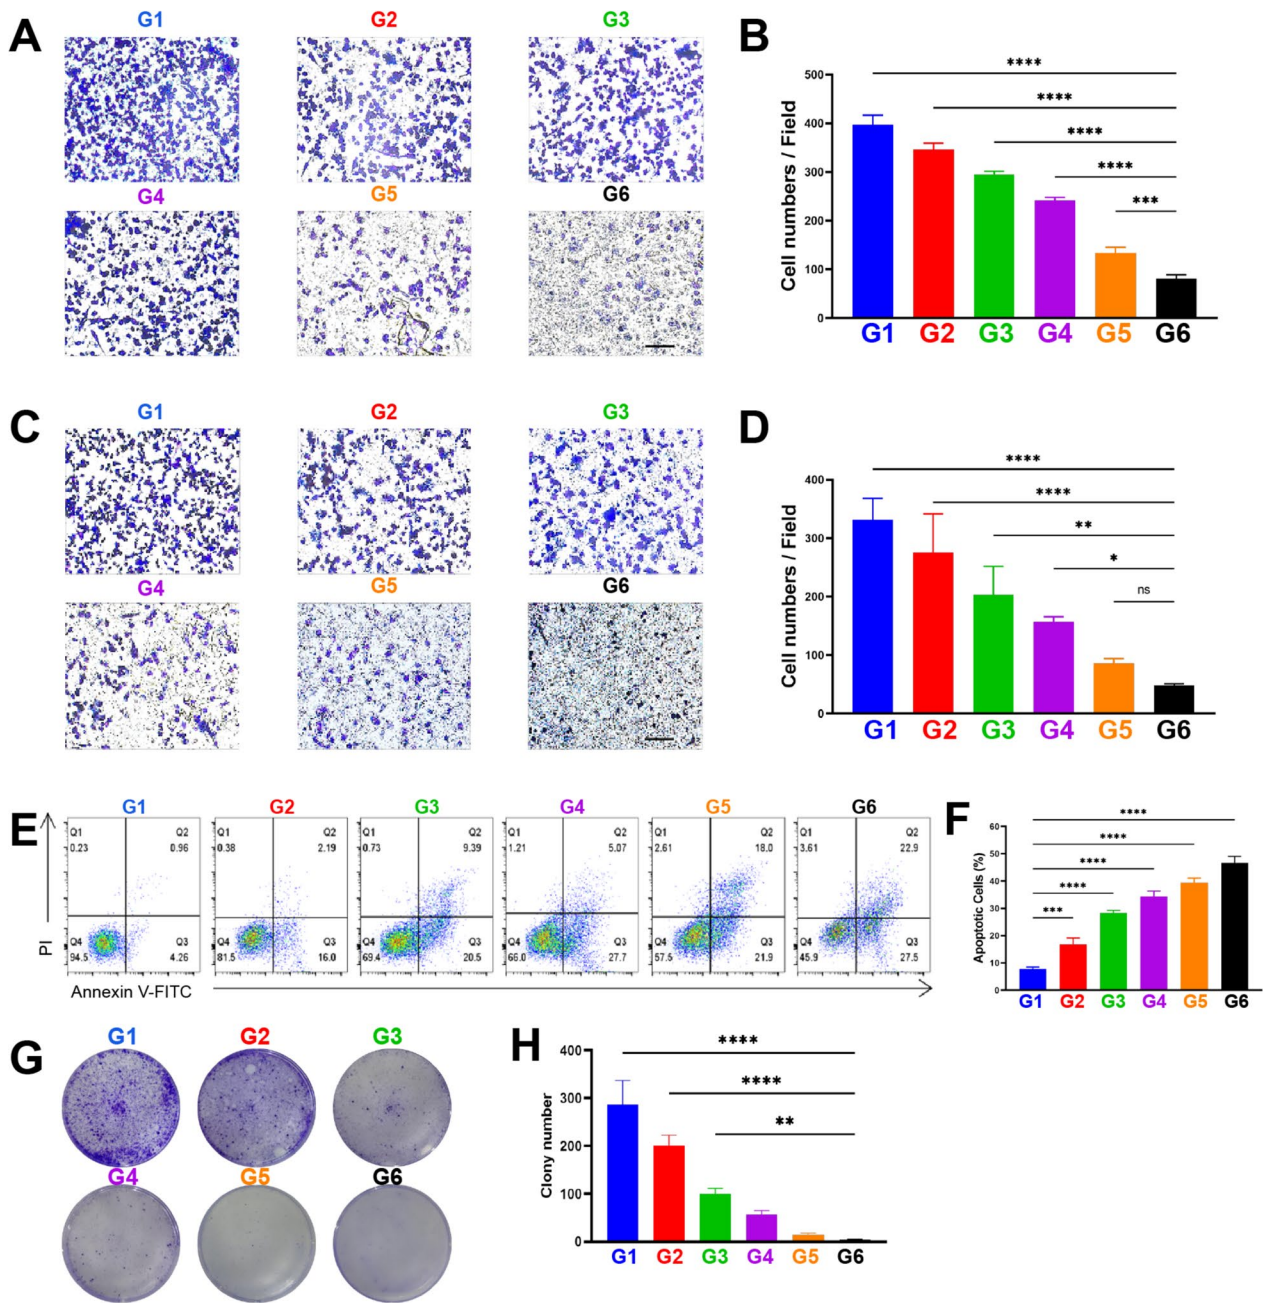 A
G1 G2 G3
G4 G5 G6
B
Cell numbers / Field
500
400
300
200
100
0
****
****
****
****
***
G1 G2 G3 G4 G5 G6
C
G1 G2 G3
G4 G5 G6
D
Cell numbers / Field
400
300
200
100
0
****
****
**
*
ns
G1 G2 G3 G4 G5 G6
E
G1 G2 G3 G4 G5 G6
PI
Q1 Q2 Q1 Q2 Q1 Q2 Q1 Q2 Q1 Q2 Q1 Q2
0.23 0.96 0.38 2.19 0.73 9.39 1.21 5.07 2.61 18.0 3.61 22.9
Q4 Q3 Q4 Q3 Q4 Q3 Q4 Q3 Q4 Q3 Q4 Q3
94.5 4.26 81.5 16.0 69.4 20.5 66.0 27.7 57.5 21.9 45.9 27.5
Annexin V-FITC
F
Apoptotic Cells (%)
60
50
40
30
20
10
0
****
****
****
****
***
G1 G2 G3 G4 G5 G6
G
G1 G2 G3
G4 G5 G6
H
Clony number
400
300
200
100
0
****
****
**
G1 G2 G3 G4 G5 G6